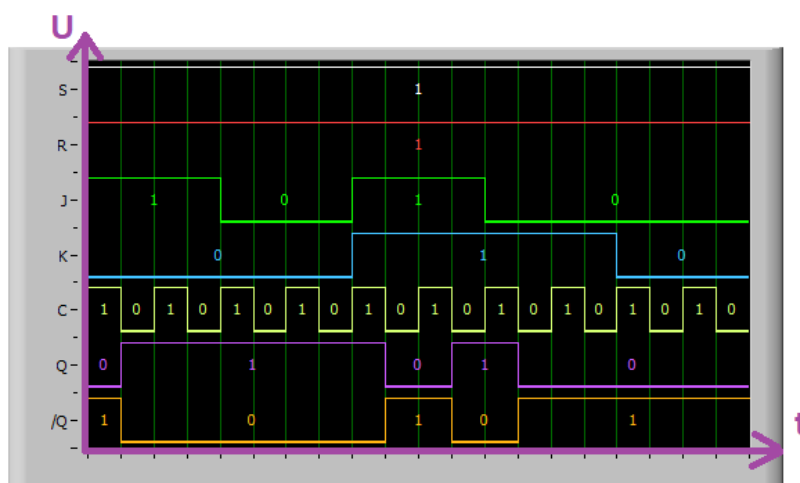 U
S 1
R 1
J 1 0 1 0
K 0 1 0
C 1 0 1 0 1 0 1 0 1 0 1 0 1 0 1 0 1 0 1 0
Q 0 1 0 1 0
/Q 1 0 1 0 1
t